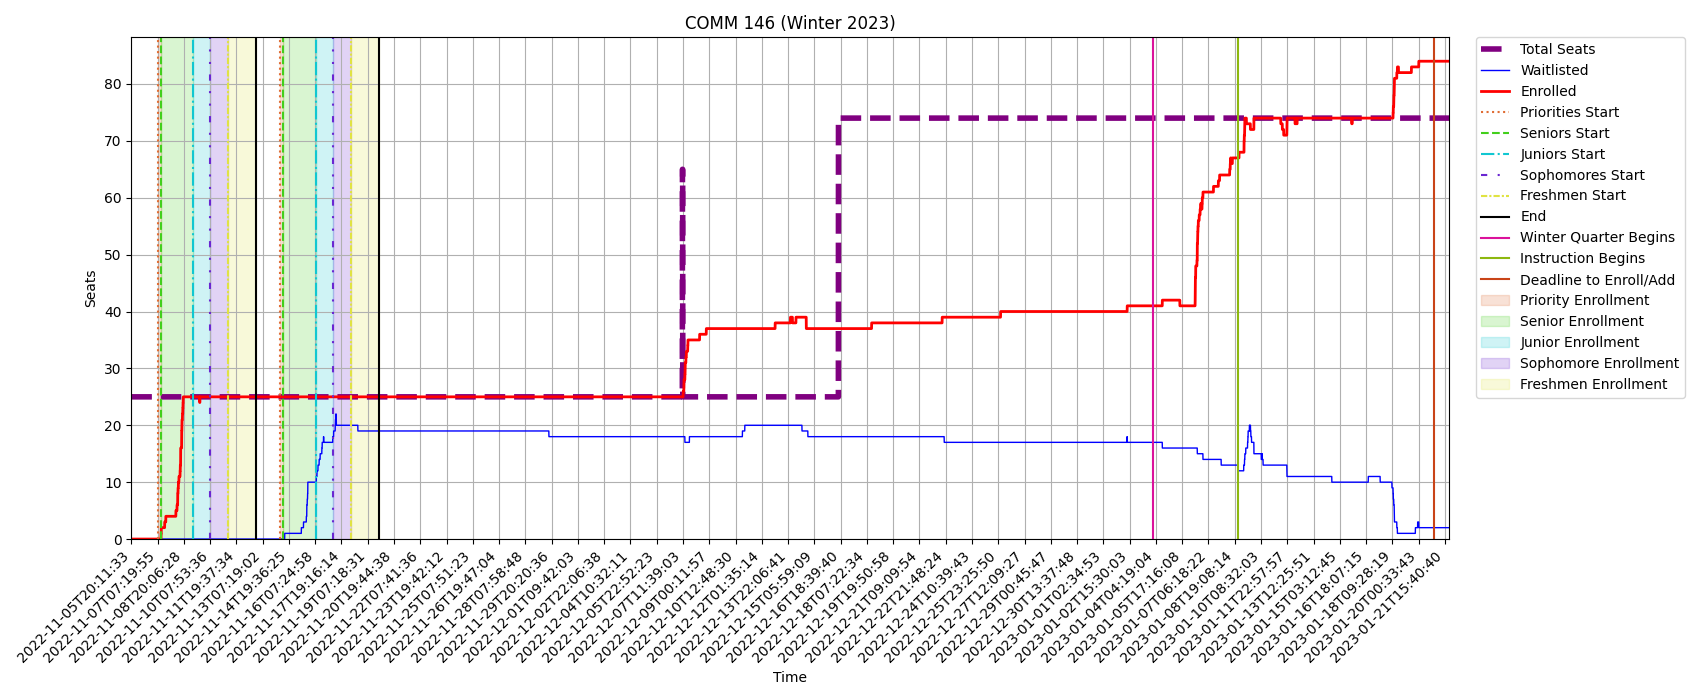 COMM 146 (Winter 2023)
Seats
80
70
60
50
40
30
20
10
0
2022-11-05T20:11:33
2022-11-07T07:19:55
2022-11-08T20:06:28
2022-11-10T07:53:36
2022-11-11T19:37:34
2022-11-13T07:19:02
2022-11-14T19:36:25
2022-11-16T07:24:58
2022-11-17T19:16:14
2022-11-19T07:18:31
2022-11-20T19:44:38
2022-11-22T07:41:36
2022-11-23T19:42:12
2022-11-26T19:47:04
2022-11-28T07:58:48
2022-11-29T20:20:36
2022-12-01T09:42:03
2022-12-02T22:06:38
2022-12-04T10:32:11
2022-12-05T22:52:23
2022-12-07T11:39:03
2022-12-09T00:11:57
2022-12-10T12:48:30
2022-12-12T01:35:14
2022-12-13T22:06:41
2022-12-15T05:59:09
2022-12-16T18:39:40
2022-12-19T19:50:58
2022-12-21T09:09:54
2022-12-22T21:48:24
2022-12-24T10:39:43
2022-12-25T23:25:50
2022-12-27T12:09:27
2022-12-29T00:45:47
2022-12-30T13:37:48
2023-01-01T02:34:53
2023-01-02T15:30:03
2023-01-04T04:19:04
2023-01-05T17:16:08
2023-01-07T06:18:22
2023-01-08T19:08:14
2023-01-10T08:32:03
2023-01-11T22:57:57
2023-01-13T13:25:51
2023-01-15T03:12:45
2023-01-16T18:07:15
2023-01-18T09:28:19
2023-01-20T00:33:43
2023-01-21T15:40:40
Time
Total Seats
Waitlisted
Enrolled
Priorities Start
Seniors Start
Juniors Start
Sophomores Start
Freshmen Start
End
Winter Quarter Begins
Instruction Begins
Deadline to Enroll/Add
Priority Enrollment
Senior Enrollment
Junior Enrollment
Sophomore Enrollment
Freshmen Enrollment